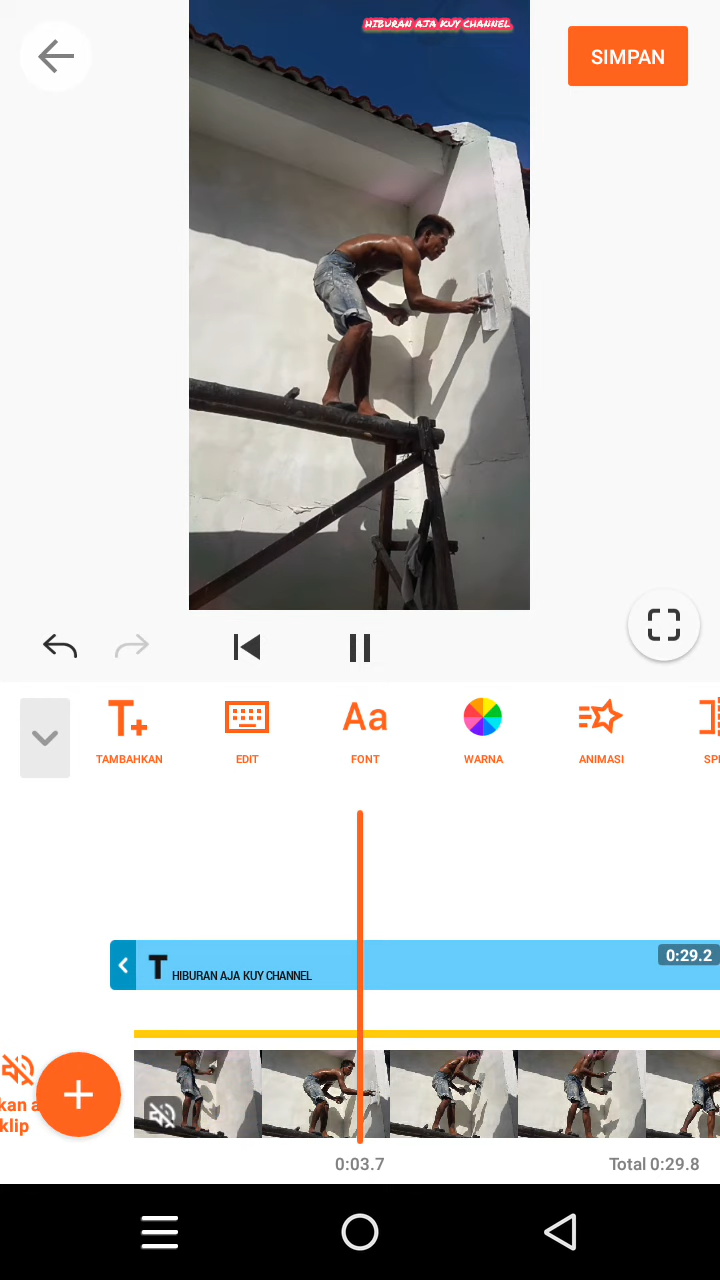 HIBURAN AJA KUY CHANNEL
SIMPAN
TAMBAHKAN
EDIT
Aa
FONT
WARNA
ANIMASI
SPL
0:29.2
T HIBURAN AJA KUY CHANNEL
kan a
klip
0:03.7
Total 0:29.8